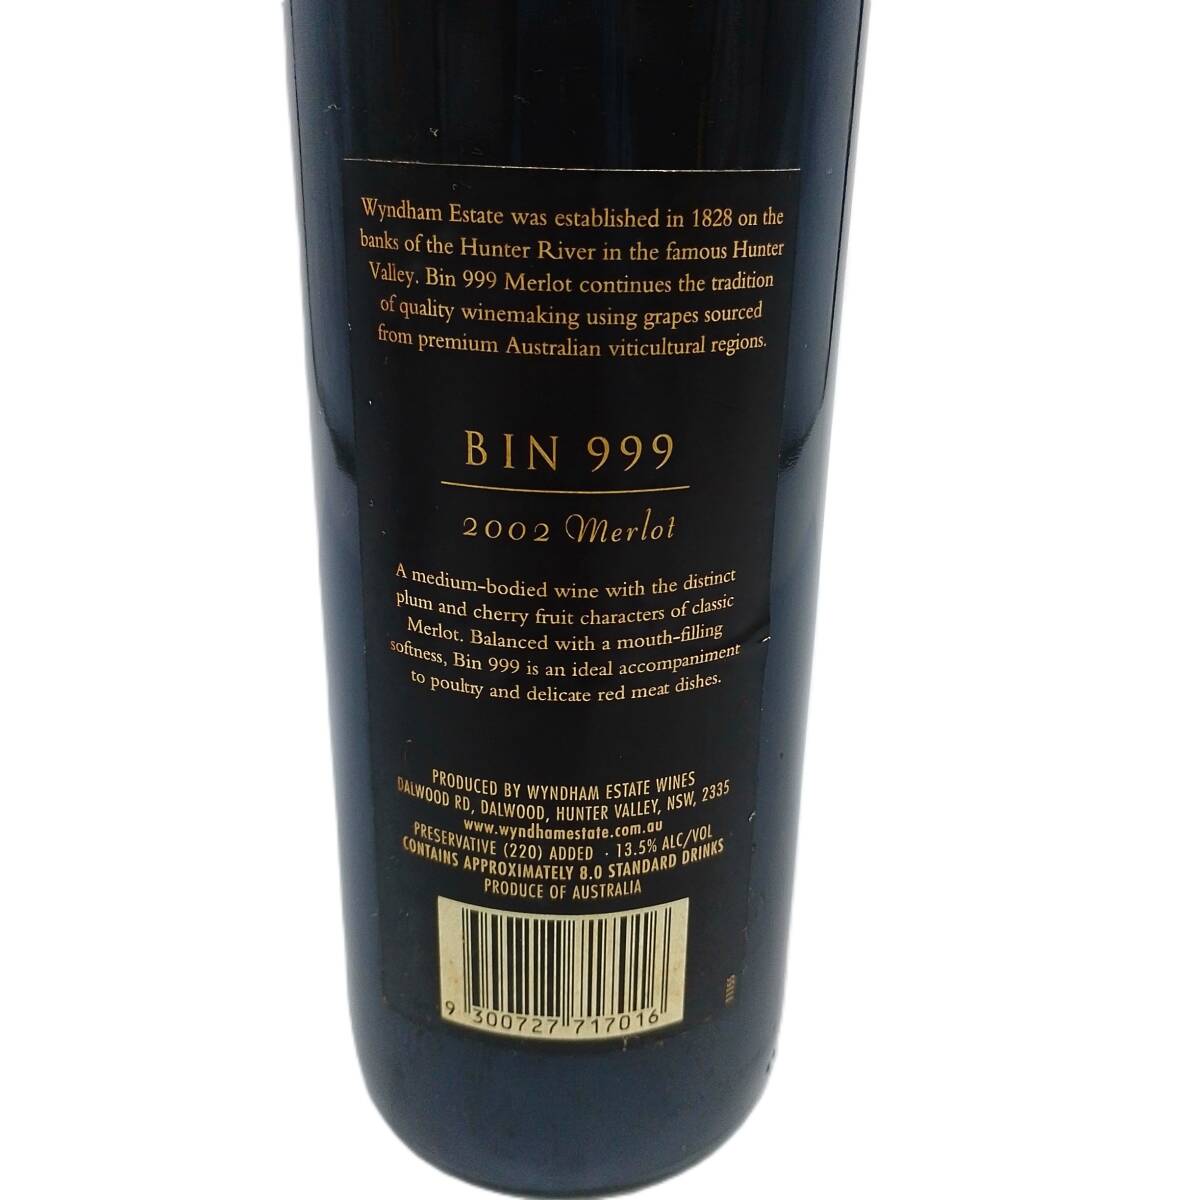 Wyndham Estate was established in 1828 on the
banks of the Hunter River in the famous Hunter
Valley. Bin 999 Merlot continues the tradition
of quality winemaking using grapes sourced
from premium Australian viticultural regions.
BIN 999
2002 Merlot
A medium-bodied wine with the distinct
plum and cherry fruit characters of classic
Merlot. Balanced with a mouth-filling
softness, Bin 999 is an ideal accompaniment
to poultry and delicate red meat dishes.
PRODUCED BY WYNDHAM ESTATE WINES
DALWOOD RD, DALWOOD, HUNTER VALLEY, NSW, 2335
www.wyndhamestate.com.au
PRESERVATIVE (220) ADDED · 13.5% ALC/VOL
CONTAINS APPROXIMATELY 8.0 STANDARD DRINKS
PRODUCE OF AUSTRALIA
9 300727 717016